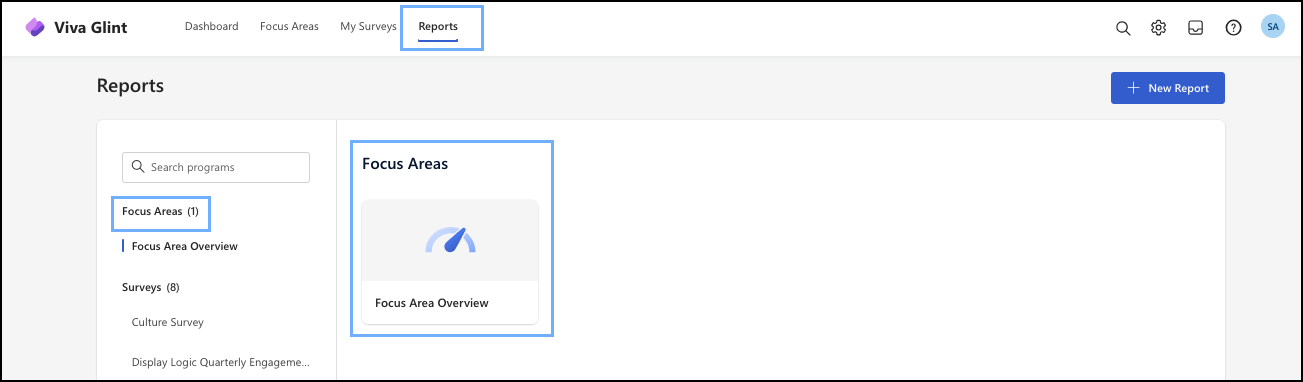 Viva Glint
Dashboard
Focus Areas
My Surveys
Reports
SA
Reports
New Report
Search programs
Focus Areas (1)
Focus Area Overview
Surveys (8)
Culture Survey
Display Logic Quarterly Engageme...
Focus Areas
Focus Area Overview